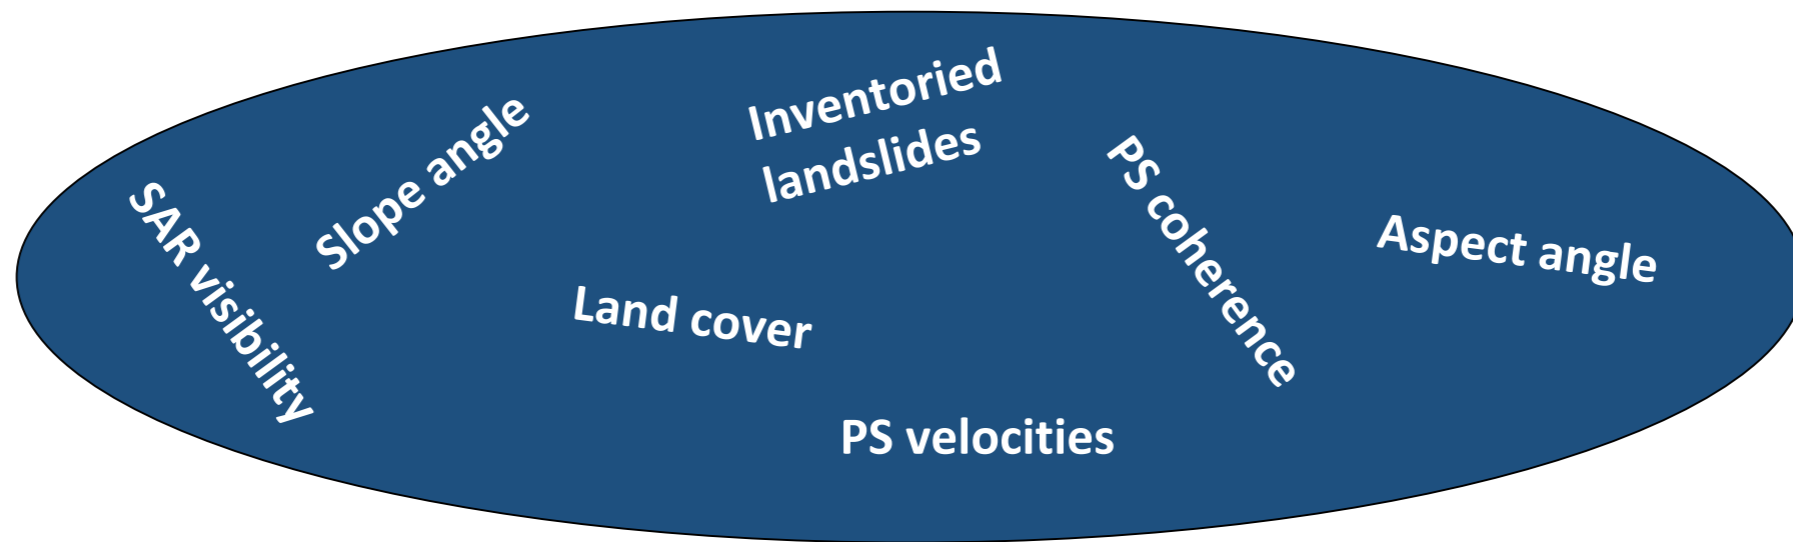 SAR visibility
Slope angle
Inventoried
landslides
Land cover
PS velocities
PS coherence
Aspect angle